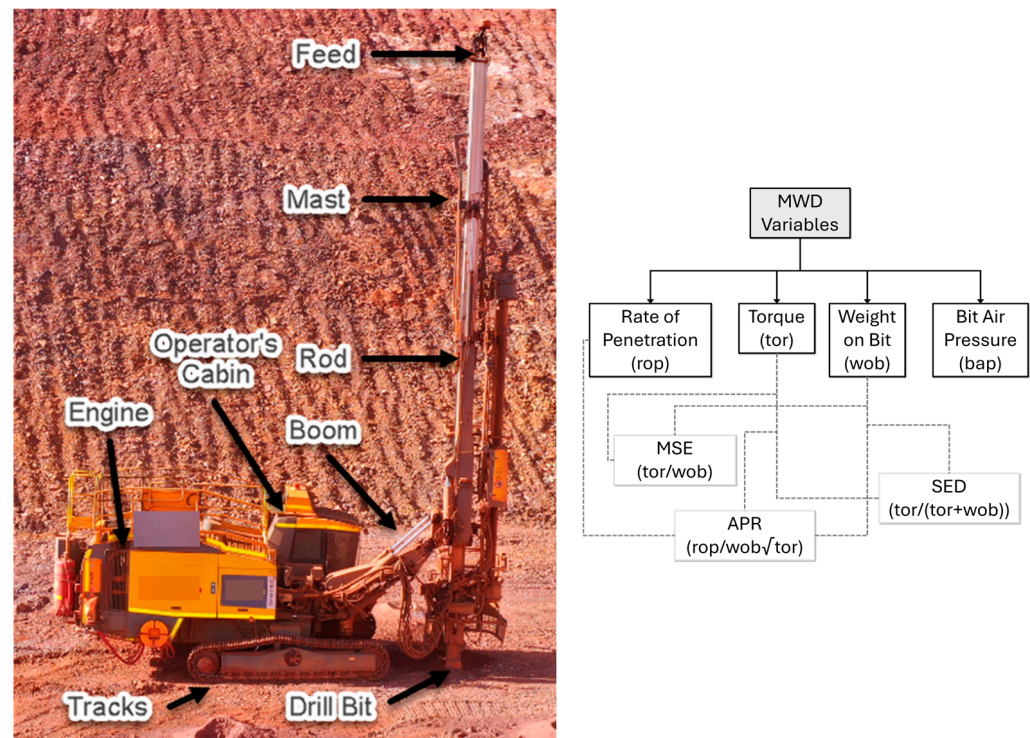 Feed
Mast
Operator's
Cabin
Rod
Engine
Boom
Tracks
Drill Bit
MWD
Variables
Rate of
Penetration
(rop)
Torque
(tor)
Weight
on Bit
(wob)
Bit Air
Pressure
(bap)
MSE
(tor/wob)
SED
(tor/(tor+wob))
APR
(rop/wob√tor)